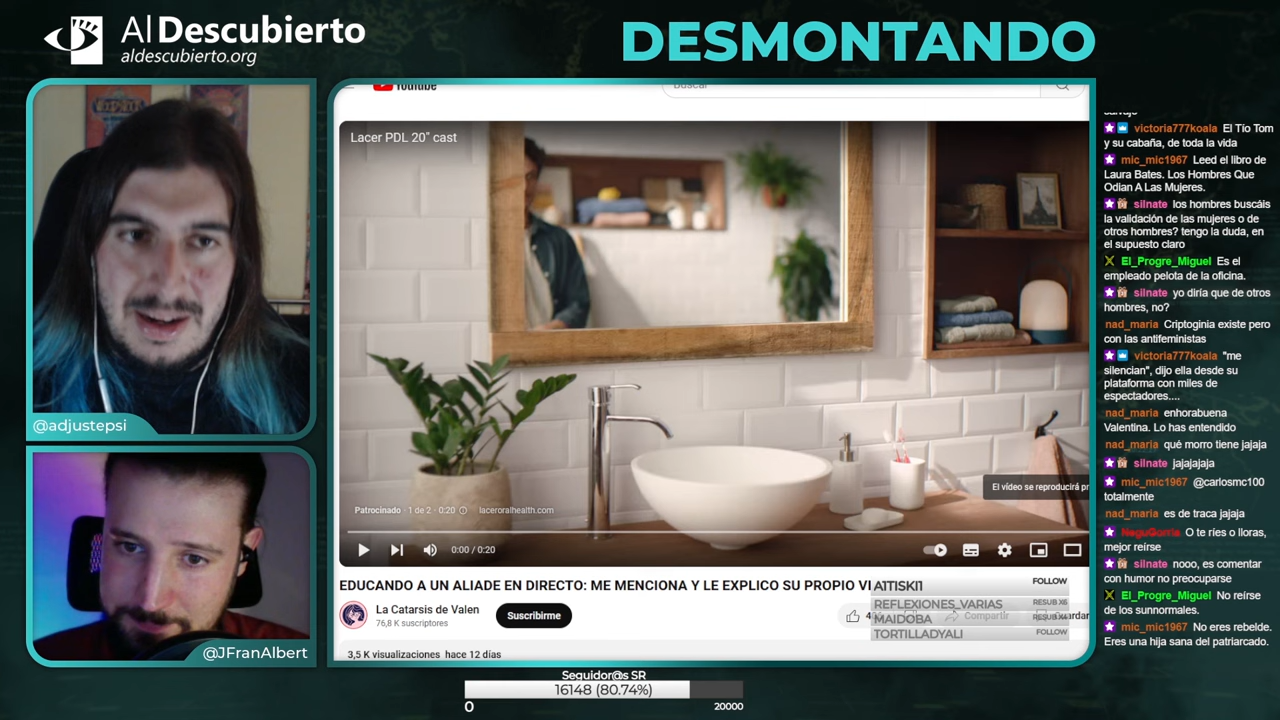 Al Descubierto
aldescubierto.org
DESMONTANDO
@adjustepsi
@JFranAlbert
YouTube
Buscar
Lacer PDL 20" cast
El vídeo se reproducirá pr
Patrocinado · 1 de 2 · 0:20
laceroralhealth.com
0:00 / 0:20
EDUCANDO A UN ALIADE EN DIRECTO: ME MENCIONA Y LE EXPLICO SU PROPIO VI
La Catarsis de Valen
76,8 K suscriptores
Suscribirme
Compartir
3,5 K visualizaciones hace 12 días
AITISKI1 FOLLOW
REFLEXIONES_VARIAS RESUB X6
MAIDOBA RESUB X4
TORTILLADYALI FOLLOW
Seguidor@s SR
16148 (80.74%)
0
20000
victoria777koala El Tío Tom
y su cabaña, de toda la vida
mic_mic1967 Leed el libro de
Laura Bates. Los Hombres Que
Odian A Las Mujeres.
silnate los hombres buscáis
la validación de las mujeres o de
otros hombres? tengo la duda, en
el supuesto claro
El_Progre_Miguel Es el
empleado pelota de la oficina.
silnate yo diría que de otros
hombres, no?
nad_maria Criptoginia existe pero
con las antifeministas
victoria777koala "me
silencian", dijo ella desde su
plataforma con miles de
espectadores....
nad_maria enhorabuena
Valentina. Lo has entendido
nad_maria qué morro tiene jajaja
silnate jajajajaja
mic_mic1967 @carlosmc100
totalmente
nad_maria es de traca jajaja
NeguGorria O te ríes o lloras,
mejor reírse
silnate nooo, es comentar
con humor no preocuparse
El_Progre_Miguel No reírse
de los sunnormales.
mic_mic1967 No eres rebelde.
Eres una hija sana del patriarcado.